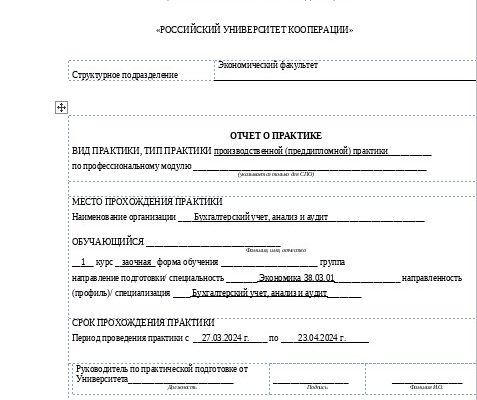 «РОССИЙСКИЙ УНИВЕРСИТЕТ КООПЕРАЦИИ»
Экономический факультет
Структурное подразделение
ОТЧЕТ О ПРАКТИКЕ
ВИД ПРАКТИКИ, ТИП ПРАКТИКИ производственной (преддипломной) практики
по профессиональному модулю
(указывается только для СПО)
МЕСТО ПРОХОЖДЕНИЯ ПРАКТИКИ
Наименование организации Бухгалтерский учет, анализ и аудит
ОБУЧАЮЩИЙСЯ
Фамилия, имя, отчество
1 курс заочная форма обучения группа
направление подготовки/ специальность Экономика 38.03.01 направленность
(профиль)/ специализация Бухгалтерский учет, анализ и аудит
СРОК ПРОХОЖДЕНИЯ ПРАКТИКИ
Период проведения практики с 27.03.2024 г. по 23.04.2024 г.
Руководитель по практической подготовке от
Университета
Должность Подпись Фамилия И.О.